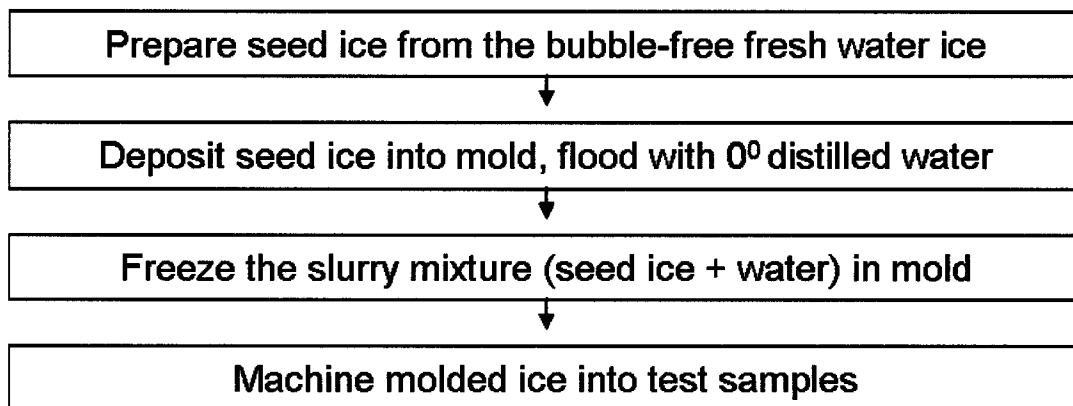 Prepare seed ice from the bubble-free fresh water ice
Deposit seed ice into mold, flood with 0⁰ distilled water
Freeze the slurry mixture (seed ice + water) in mold
Machine molded ice into test samples